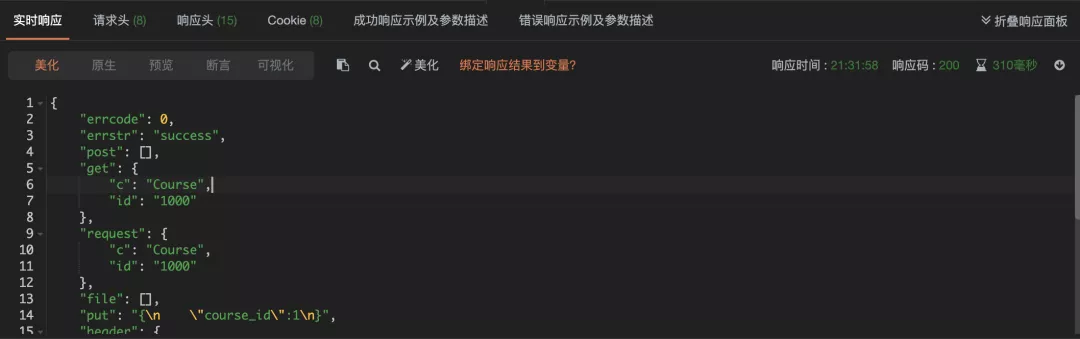 实时响应 请求头 (8) 响应头 (15) Cookie (8) 成功响应示例及参数描述 错误响应示例及参数描述 折叠响应面板
美化 原生 预览 断言 可视化 美化 绑定响应结果到变量? 响应时间 : 21:31:58 响应码 : 200 310毫秒
1 {
2 "errcode": 0,
3 "errstr": "success",
4 "post": [],
5 "get": {
6 "c": "Course",
7 "id": "1000"
8 },
9 "request": {
10 "c": "Course",
11 "id": "1000"
12 },
13 "file": [],
14 "put": "{\n    \"course_id\":1\n}",
15 "header": {